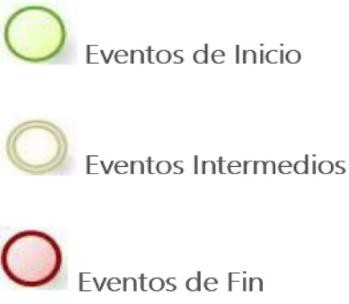 Eventos de Inicio
Eventos Intermedios
Eventos de Fin